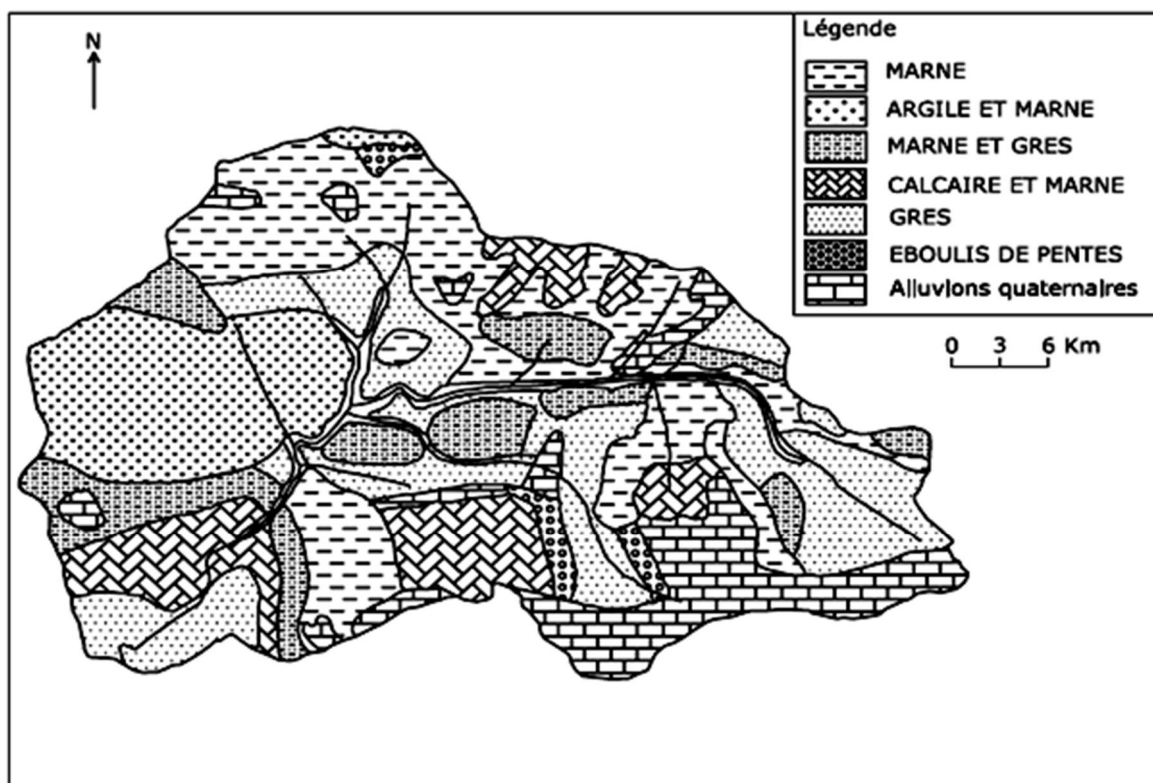 N
Légende
MARNE
ARGILE ET MARNE
MARNE ET GRES
CALCAIRE ET MARNE
GRES
EBOULIS DE PENTES
Alluvions quaternaires
0 3 6 Km